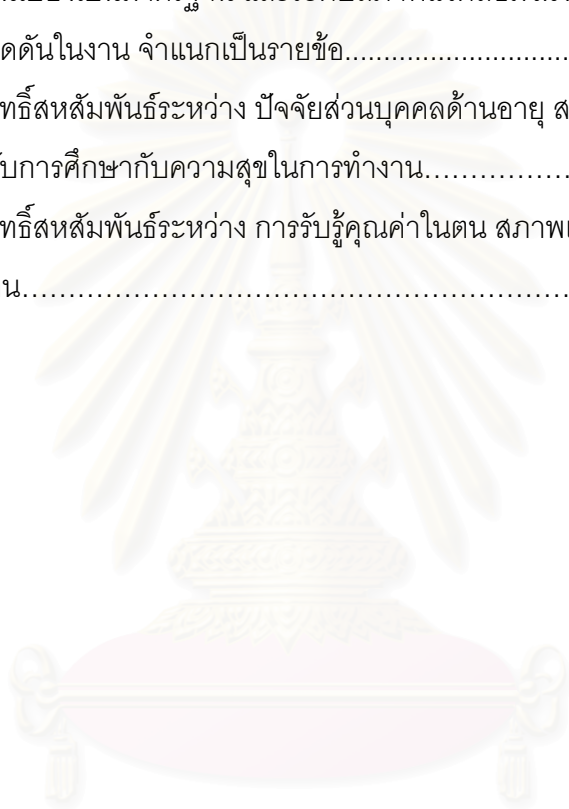 ดดันในงาน จำแนกเป็นรายข้อ..............................
ทธิ์สหสัมพันธ์ระหว่าง ปัจจัยส่วนบุคคลด้านอายุ ส
ับการศึกษากับความสุขในการทำงาน..................
ทธิ์สหสัมพันธ์ระหว่าง การรับรู้คุณค่าในตน สภาพแ
น............................................................